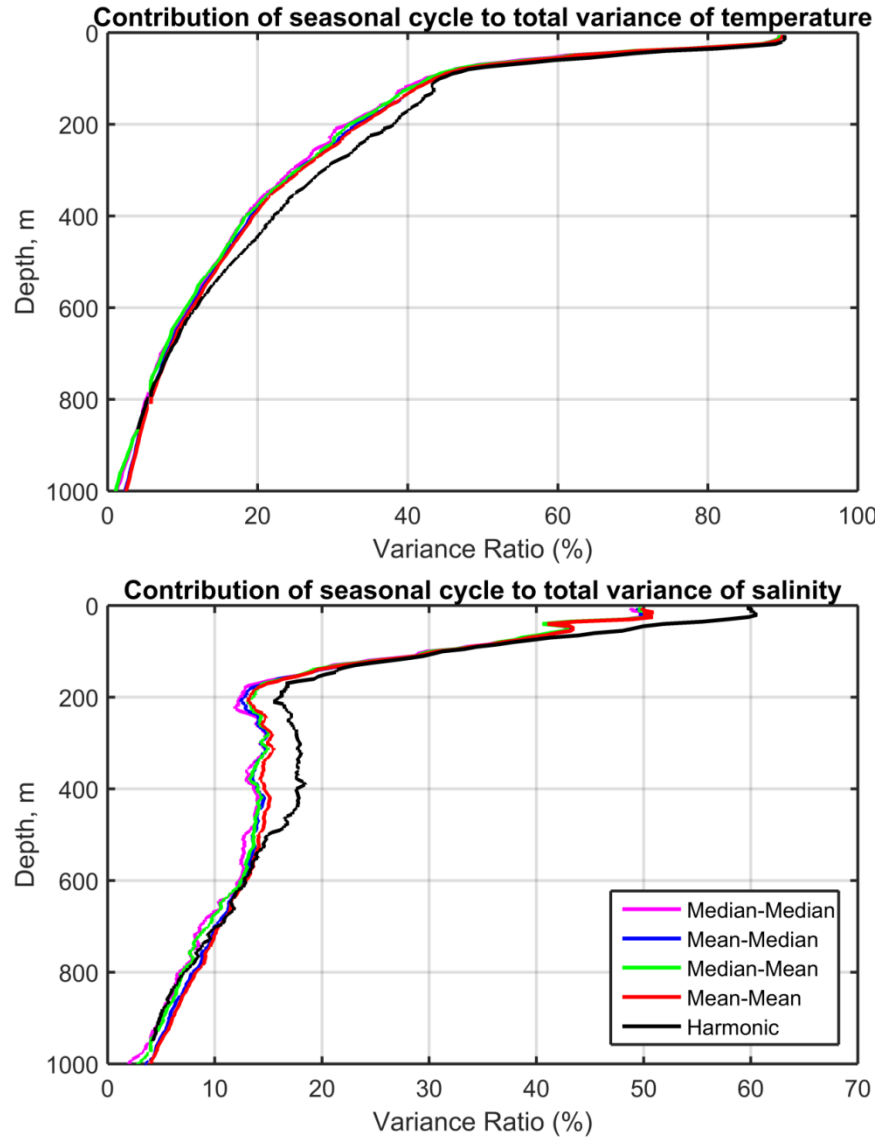 Contribution of seasonal cycle to total variance of temperature
0
200
400
600
800
1000
Depth, m
20
40
60
80
100
0
Variance Ratio (%)
Contribution of seasonal cycle to total variance of salinity
0
200
400
600
800
1000
Depth, m
Median-Median
Mean-Median
Median-Mean
Mean-Mean
Harmonic
0
10
20
30
40
50
60
70
Variance Ratio (%)